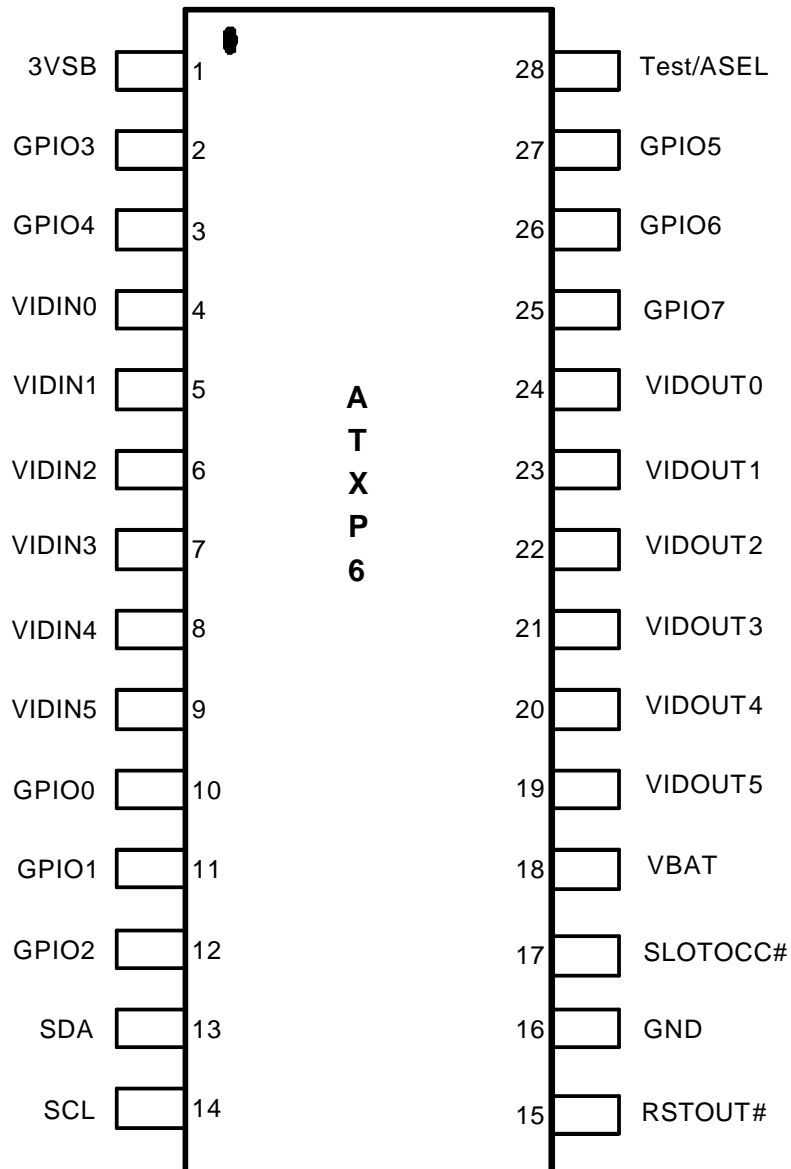 3VSB 1 28 Test/ASEL
GPIO3 2 27 GPIO5
GPIO4 3 26 GPIO6
VIDIN0 4 25 GPIO7
VIDIN1 5 24 VIDOUT0
VIDIN2 6 23 VIDOUT1
VIDIN3 7 22 VIDOUT2
VIDIN4 8 21 VIDOUT3
VIDIN5 9 20 VIDOUT4
GPIO0 10 19 VIDOUT5
GPIO1 11 18 VBAT
GPIO2 12 17 SLOTOCC#
SDA 13 16 GND
SCL 14 15 RSTOUT#
A
T
X
P
6